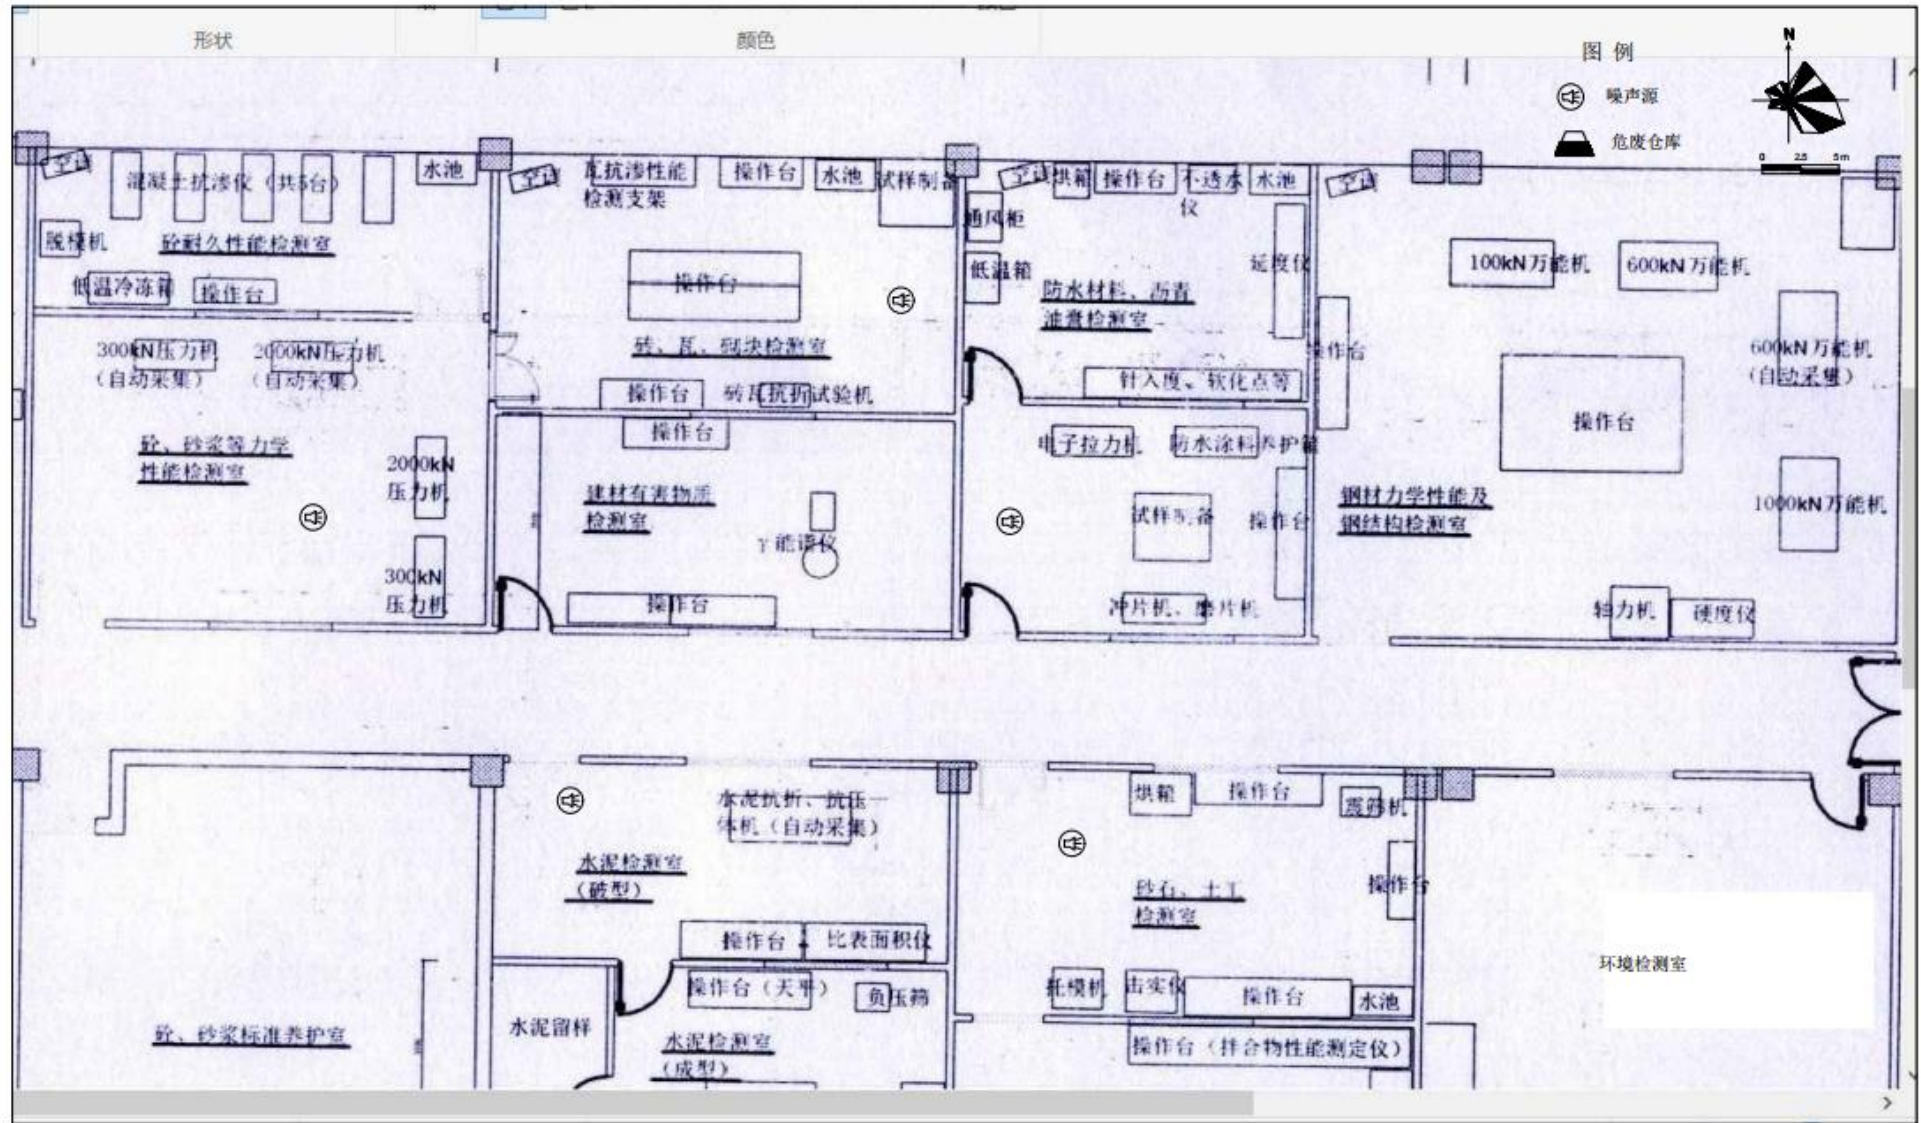 形状
颜色
图 例
N
噪声源
危废仓库
0 2.5 5m
空调
混凝土抗渗仪（共5台）
水池
脱模机
砼耐久性能检测室
低温冷冻箱
操作台
300kN压力机
（自动采集）
2000kN压力机
（自动采集）
砼、砂浆等力学
性能检测室
2000kN
压力机
300kN
压力机
空调
瓦抗渗性能
检测支架
操作台
水池
试样制备
操作台
砖、瓦、砌块检测室
操作台
砖瓦抗折试验机
操作台
建材有害物质
检测室
γ能谱仪
操作台
空调
烘箱
操作台
不透水
仪
水池
通风柜
低温箱
延度仪
防水材料、沥青
油膏检测室
针入度、软化点等
电子拉力机
防水涂料养护箱
试样制备
操作台
冲片机、磨片机
空调
100kN万能机
600kN万能机
操作台
600kN万能机
（自动采集）
操作台
1000kN万能机
钢材力学性能及
钢结构检测室
轴力机
硬度仪
水泥抗折、抗压一
体机（自动采集）
水泥检测室
（破型）
操作台
比表面积仪
操作台（天平）
负压筛
水泥留样
水泥检测室
（成型）
砼、砂浆标准养护室
烘箱
操作台
震筛机
操作台
砂石、土工
检测室
托模机
击实仪
操作台
水池
操作台（拌合物性能测定仪）
环境检测室